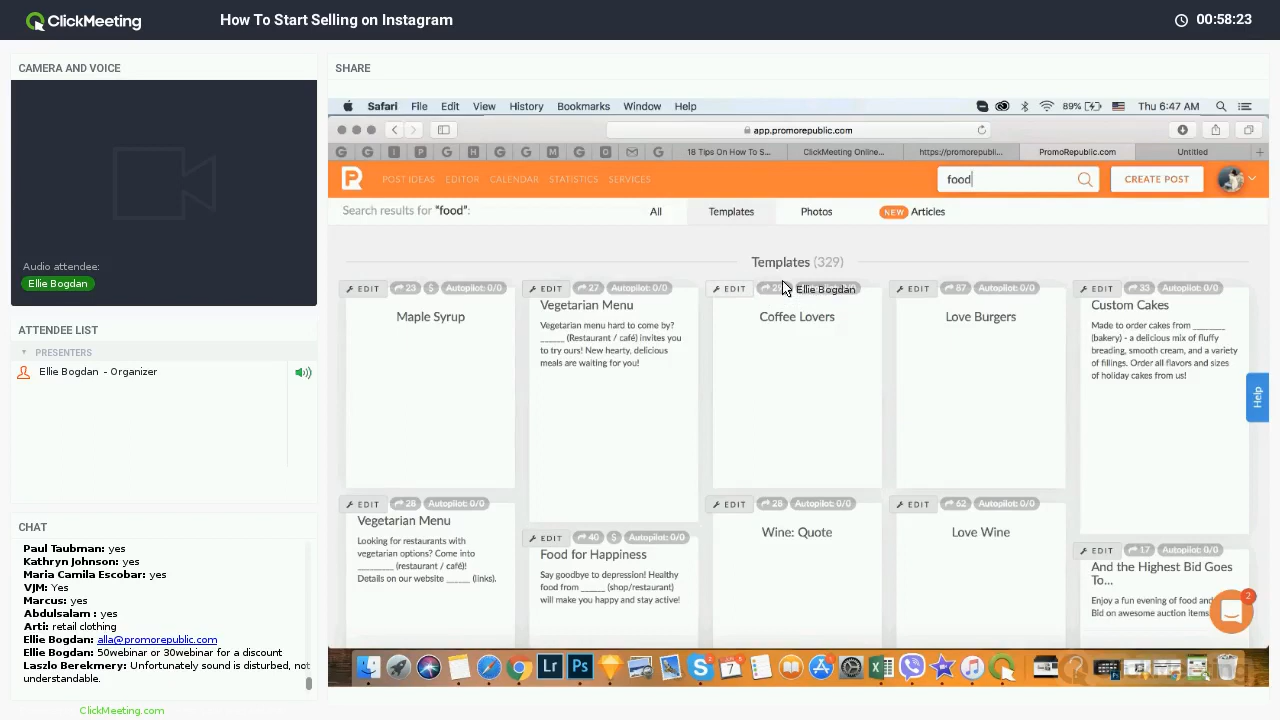 ClickMeeting
How To Start Selling on Instagram
00:58:23
CAMERA AND VOICE
Audio attendee:
Ellie Bogdan
ATTENDEE LIST
PRESENTERS
Ellie Bogdan - Organizer
CHAT
Paul Taubman: yes
Kathryn Johnson: yes
Maria Camila Escobar: yes
VJM: Yes
Marcus: yes
Abdulsalam : yes
Arti: retail clothing
Ellie Bogdan: alla@promorepublic.com
Ellie Bogdan: 50webinar or 30webinar for a discount
Laszlo Berekmery: Unfortunately sound is disturbed, not
understandable.
ClickMeeting.com
SHARE
Safari File Edit View History Bookmarks Window Help
89% Thu 6:47 AM
app.promorepublic.com
18 Tips On How To S... ClickMeeting Online... https://promorepubli... PromoRepublic.com Untitled
POST IDEAS EDITOR CALENDAR STATISTICS SERVICES
food
CREATE POST
Search results for "food":
All Templates Photos NEW Articles
Templates (329)
EDIT 23 $ Autopilot: 0/0
Maple Syrup
EDIT 27 Autopilot: 0/0
Vegetarian Menu
Vegetarian menu hard to come by?
______ (Restaurant / café) invites you
to try ours! New hearty, delicious
meals are waiting for you!
EDIT
Ellie Bogdan
Coffee Lovers
EDIT 87 Autopilot: 0/0
Love Burgers
EDIT 33 Autopilot: 0/0
Custom Cakes
Made to order cakes from ________
(bakery) - a delicious mix of fluffy
breading, smooth cream, and a variety
of fillings. Order all flavors and sizes
of holiday cakes from us!
Help
EDIT 28 Autopilot: 0/0
Vegetarian Menu
Looking for restaurants with
vegetarian options? Come into
_________ (restaurant / café)!
Details on our website ______ (links).
EDIT 40 $ Autopilot: 0/0
Food for Happiness
Say goodbye to depression! Healthy
food from ______ (shop/restaurant)
will make you happy and stay active!
EDIT 28 Autopilot: 0/0
Wine: Quote
EDIT 62 Autopilot: 0/0
Love Wine
EDIT 17 Autopilot: 0/0
And the Highest Bid Goes
To...
Enjoy a fun evening of food and
Bid on awesome auction items
2
Lr Ps